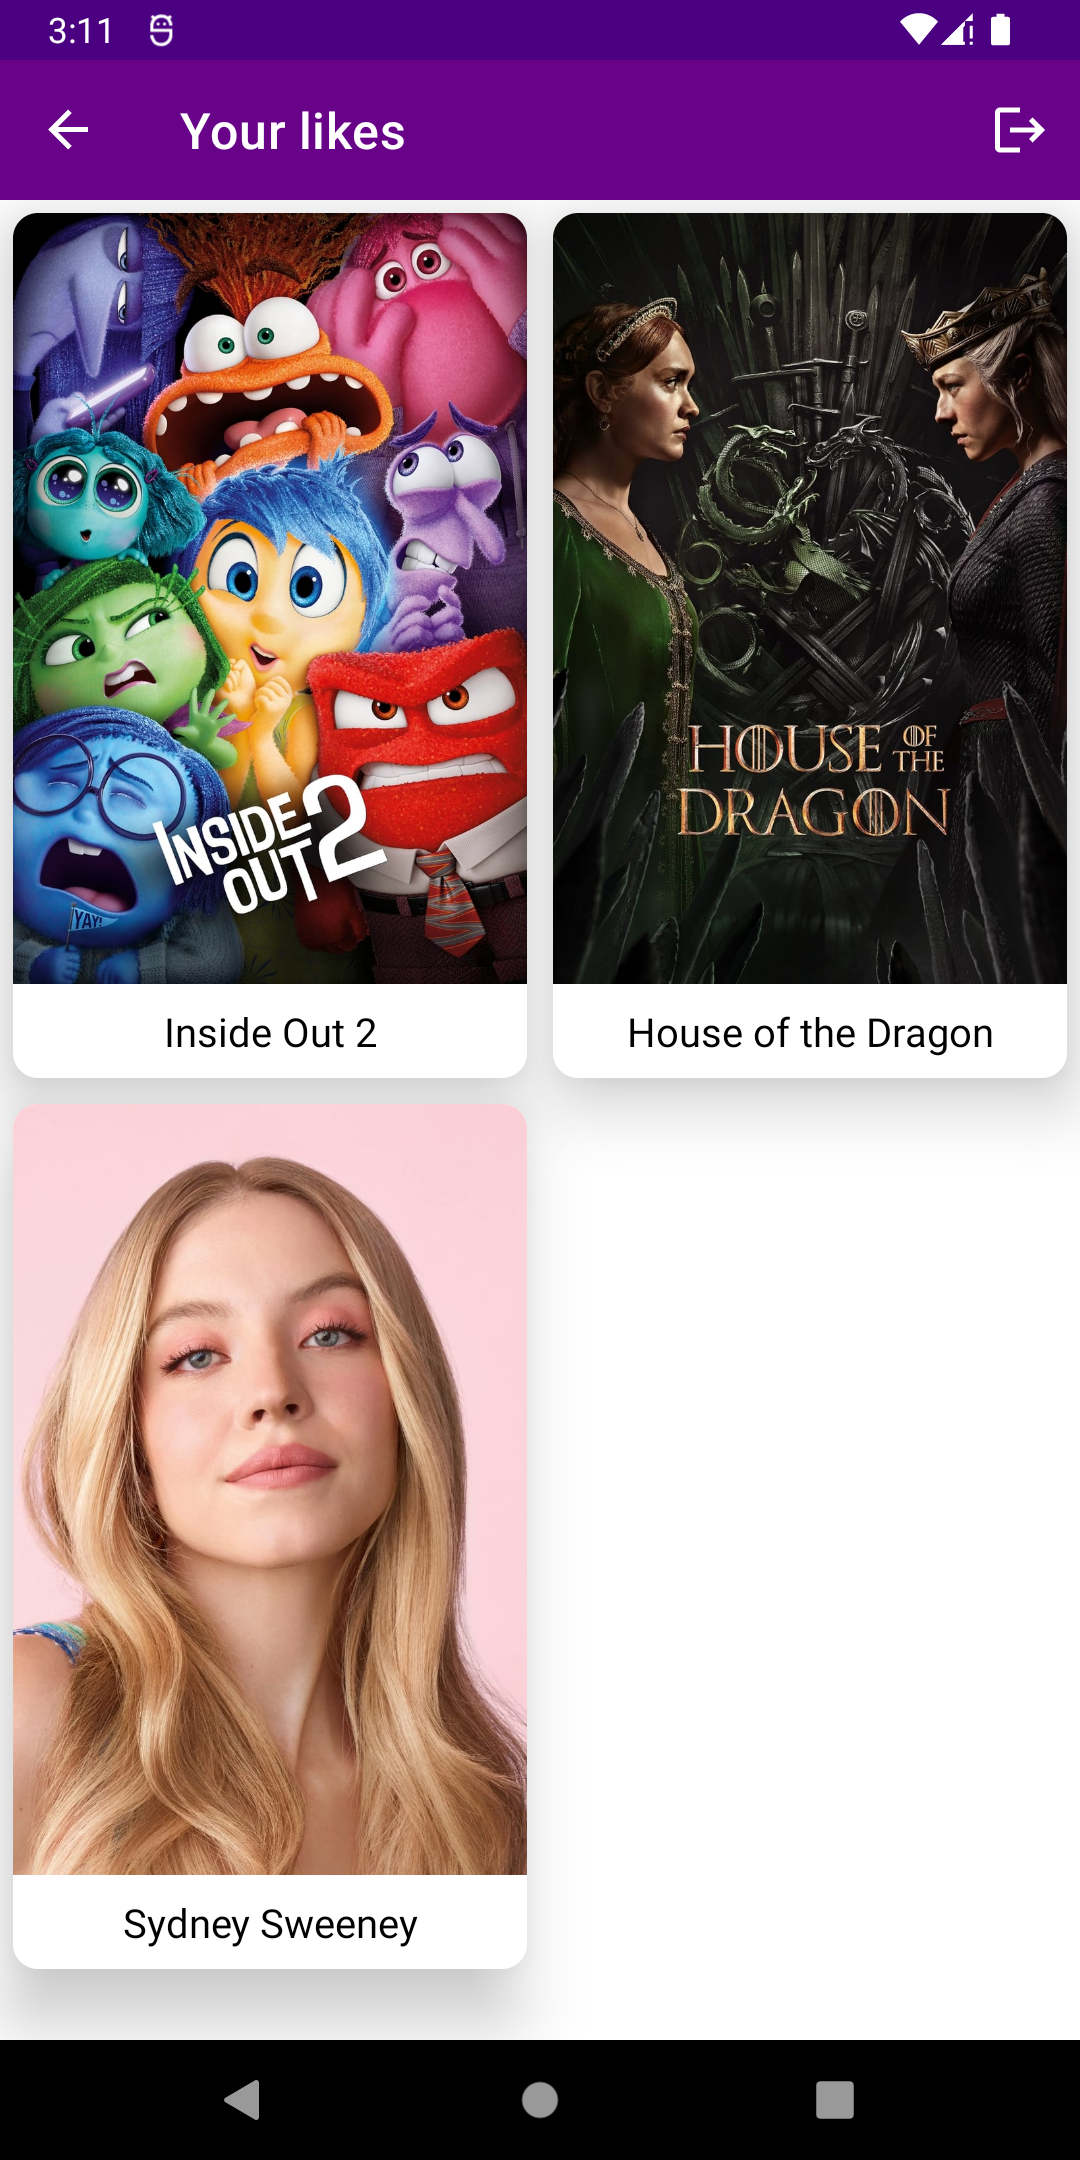 3:11
Your likes
YAY!
INSIDE
OUT 2
HOUSE OF THE
DRAGON
Inside Out 2
House of the Dragon
Sydney Sweeney